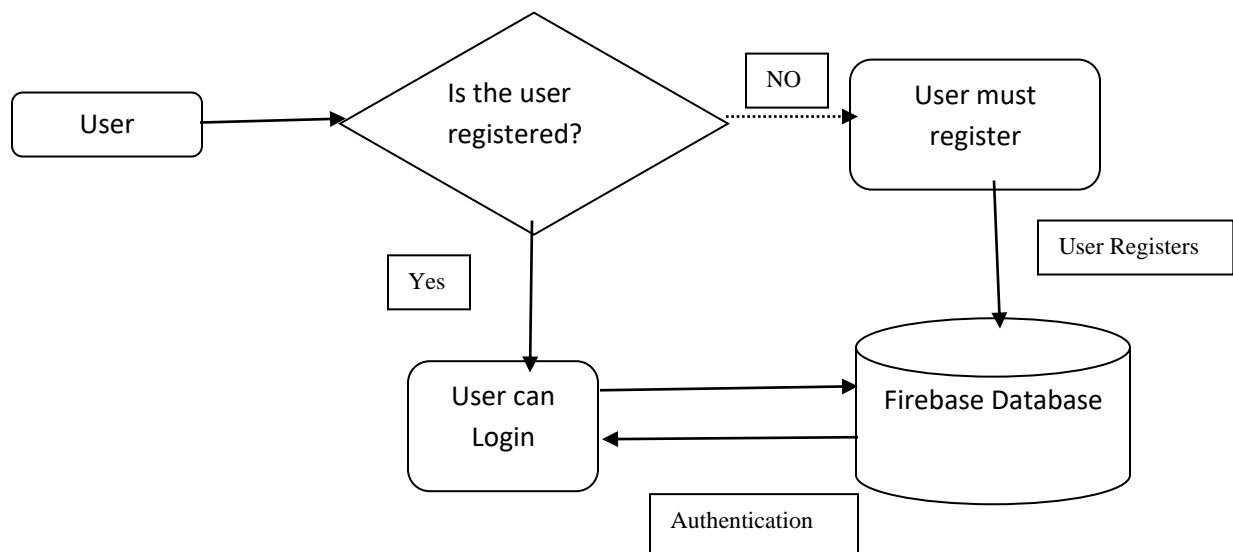 User
Is the user
registered?
NO
User must
register
User Registers
Yes
User can
Login
Firebase Database
Authentication